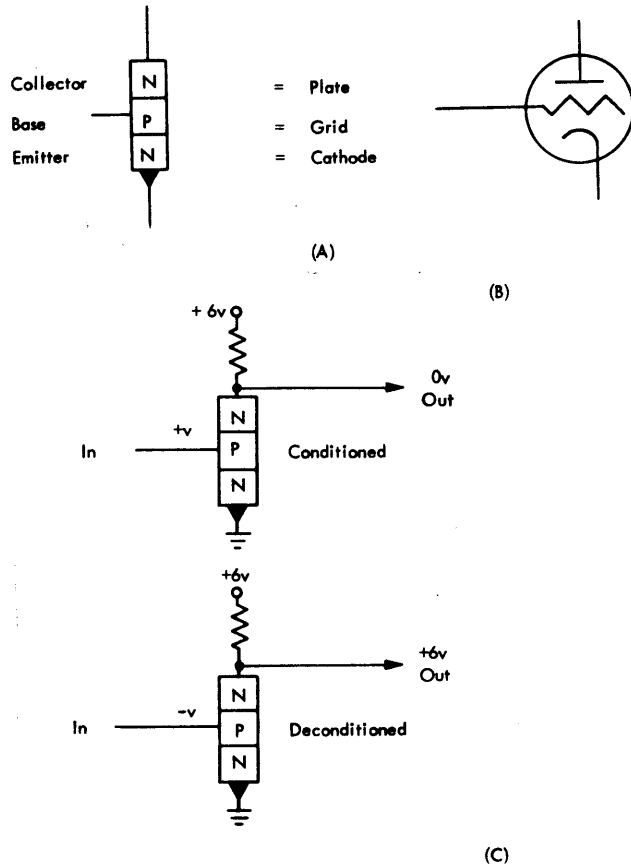 Collector N = Plate
Base P = Grid
Emitter N = Cathode
(A)
(B)
+ 6v
0v
Out
N
+v
In P Conditioned
N
+6v
+6v
Out
N
-v
In P Deconditioned
N
(C)